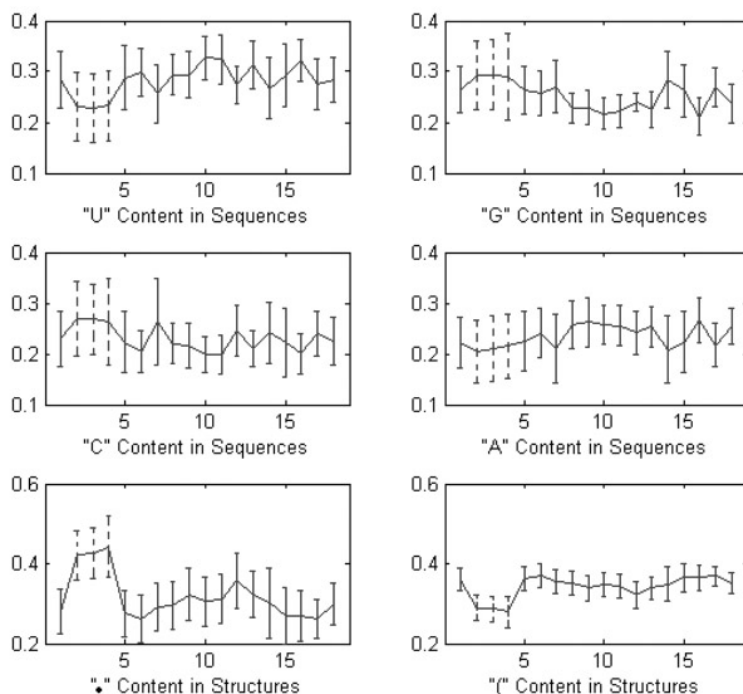 0.4 0.4
0.3 0.3
0.2 0.2
0.1 0.1
5 10 15 5 10 15
"U" Content in Sequences "G" Content in Sequences
0.4 0.4
0.3 0.3
0.2 0.2
0.1 0.1
5 10 15 5 10 15
"C" Content in Sequences "A" Content in Sequences
0.6 0.6
0.4 0.4
0.2 0.2
5 10 15 5 10 15
"•" Content in Structures "(" Content in Structures